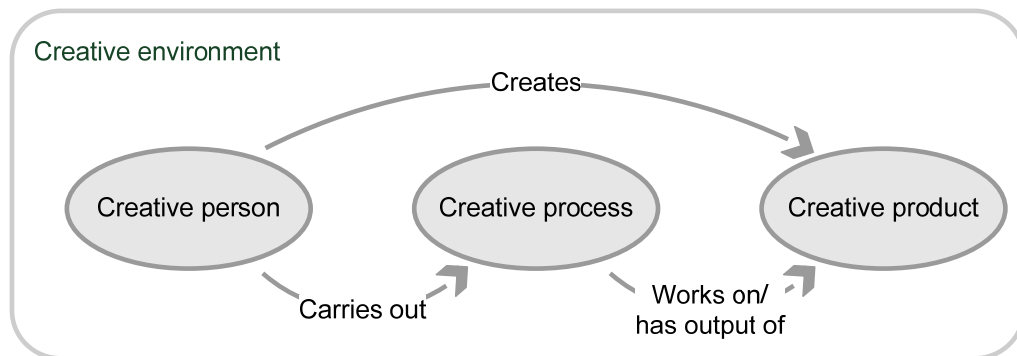 Creative environment
Creates
Creative person
Creative process
Creative product
Carries out
Works on/
has output of